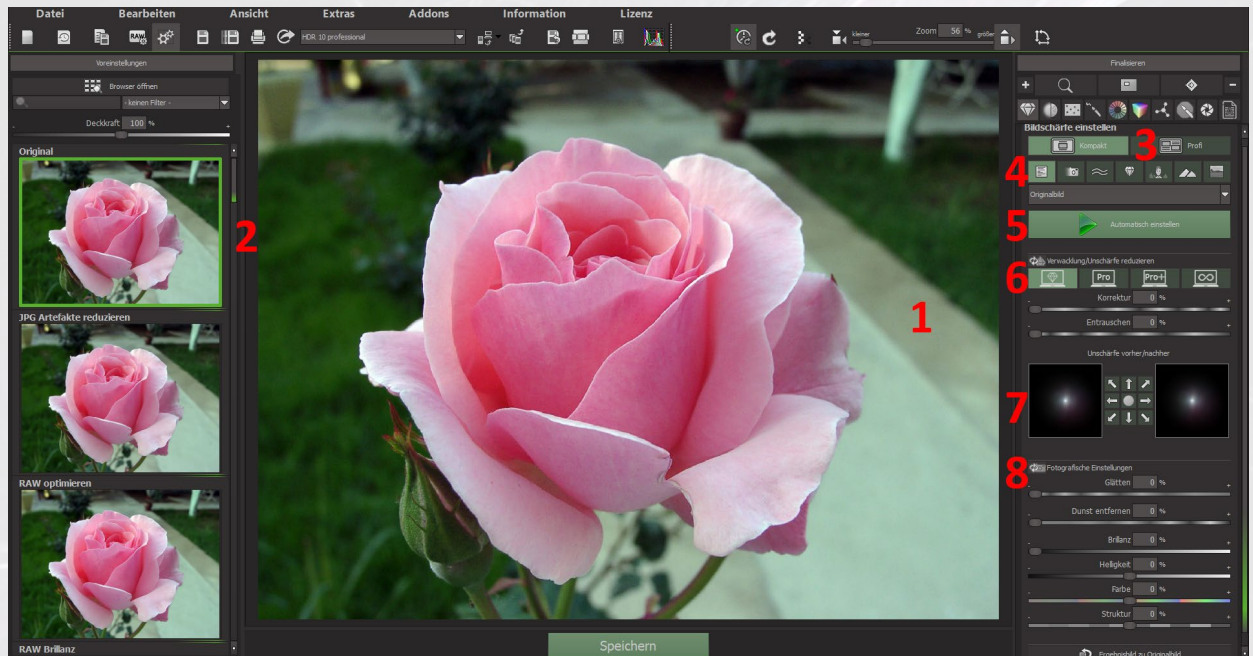 Datei Bearbeiten Ansicht Extras Addons Information Lizenz
RAW HDR 10 professional kleiner Zoom 56 % größer
Voreinstellungen
Browser öffnen
- keinen Filter -
Deckkraft 100 %
- +
Original
JPG Artefakte reduzieren
RAW optimieren
RAW Brillanz
2
1
Speichern
Finalisieren
Bildschärfe einstellen
Kompakt 3 Profi
4
Originalbild
5 Automatisch einstellen
Verwacklung/Unschärfe reduzieren
6 Pro Pro+
Korrektur 0 %
- +
Entrauschen 0 %
- +
Unschärfe vorher/nachher
7
8 Fotografische Einstellungen
Glätten 0 %
- +
Dunst entfernen 0 %
- +
Brillanz 0 %
- +
Helligkeit 0 %
- +
Farbe 0 %
- +
Struktur 0 %
- +
Ergebnisbild zu Originalbild